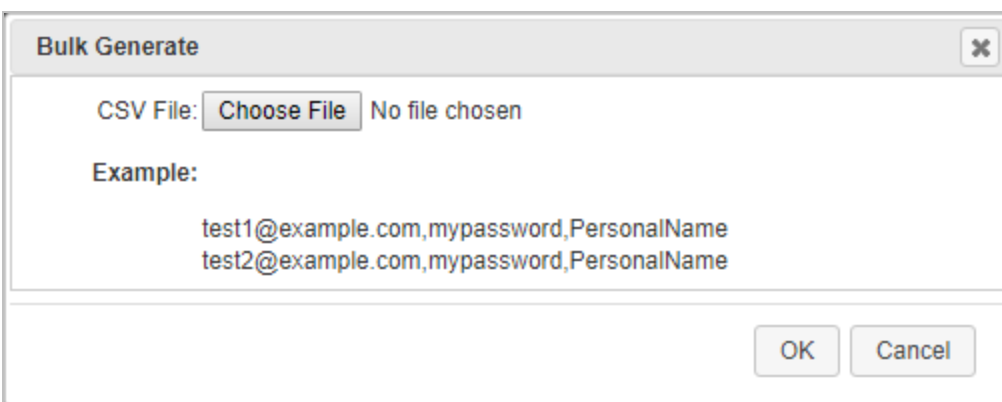 Bulk Generate
CSV File: Choose File No file chosen
Example:
test1@example.com,mypassword,PersonalName
test2@example.com,mypassword,PersonalName
OK Cancel